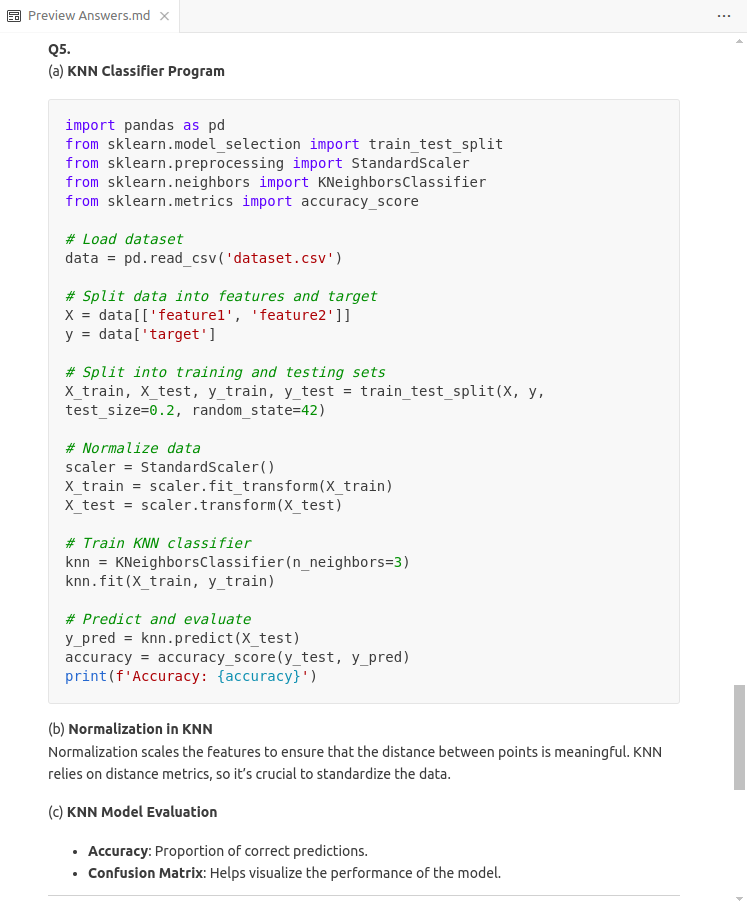 Preview Answers.md
Q5.
(a) KNN Classifier Program
import pandas as pd
from sklearn.model_selection import train_test_split
from sklearn.preprocessing import StandardScaler
from sklearn.neighbors import KNeighborsClassifier
from sklearn.metrics import accuracy_score
# Load dataset
data = pd.read_csv('dataset.csv')
# Split data into features and target
X = data[['feature1', 'feature2']]
y = data['target']
# Split into training and testing sets
X_train, X_test, y_train, y_test = train_test_split(X, y,
test_size=0.2, random_state=42)
# Normalize data
scaler = StandardScaler()
X_train = scaler.fit_transform(X_train)
X_test = scaler.transform(X_test)
# Train KNN classifier
knn = KNeighborsClassifier(n_neighbors=3)
knn.fit(X_train, y_train)
# Predict and evaluate
y_pred = knn.predict(X_test)
accuracy = accuracy_score(y_test, y_pred)
print(f'Accuracy: {accuracy}')
(b) Normalization in KNN
Normalization scales the features to ensure that the distance between points is meaningful. KNN
relies on distance metrics, so it’s crucial to standardize the data.
(c) KNN Model Evaluation
• Accuracy: Proportion of correct predictions.
• Confusion Matrix: Helps visualize the performance of the model.